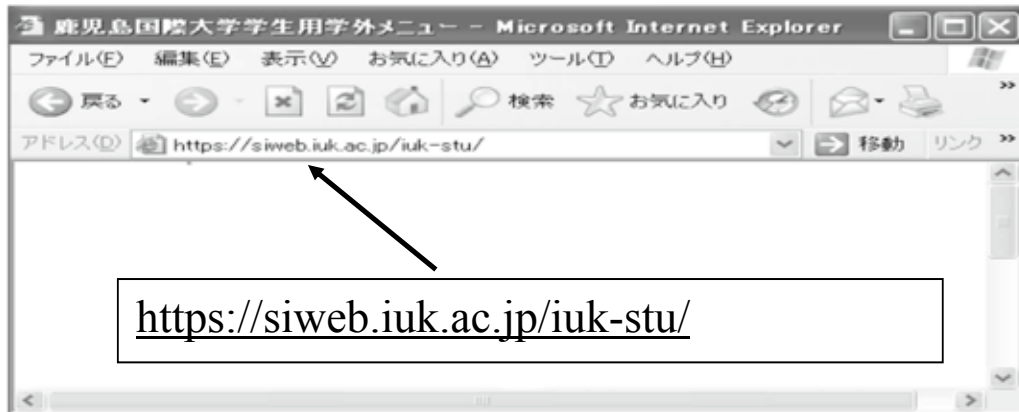 鹿児島国際大学学生用学外メニュー - Microsoft Internet Explorer
ファイル(F) 編集(E) 表示(V) お気に入り(A) ツール(T) ヘルプ(H)
戻る 検索 お気に入り »
アドレス(D) https://siweb.iuk.ac.jp/iuk-stu/ 移動 リンク »
https://siweb.iuk.ac.jp/iuk-stu/